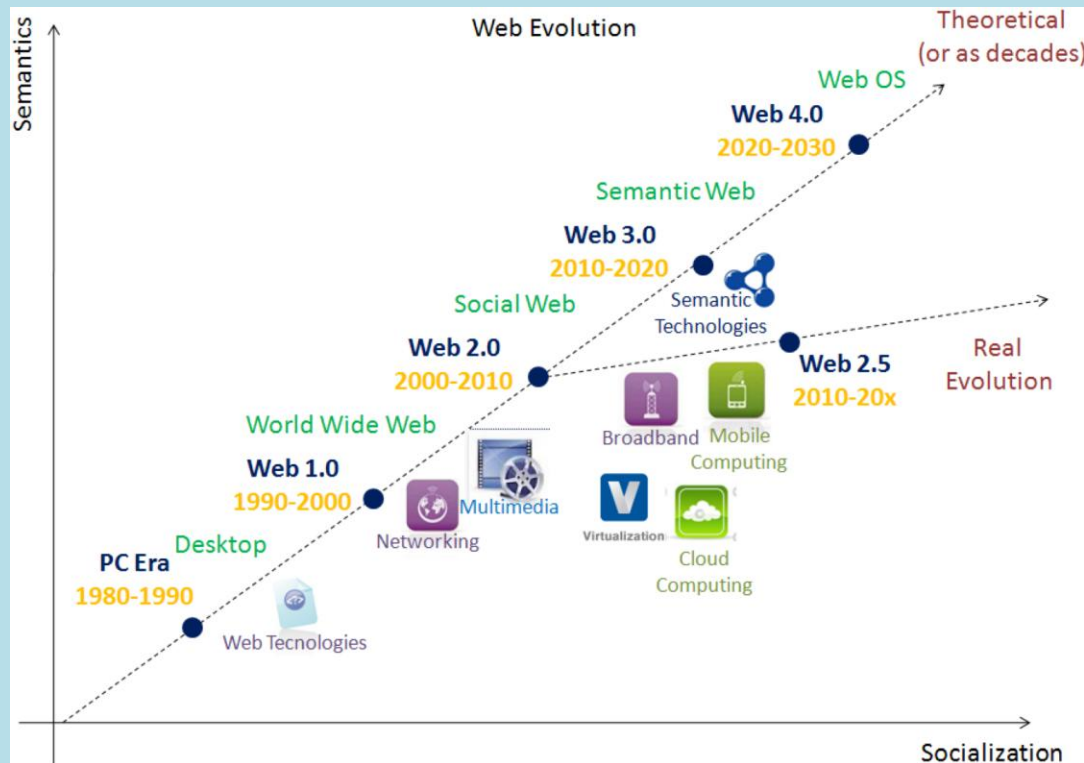 Web Evolution
Semantics
Theoretical
(or as decades)
Web OS
Web 4.0
2020-2030
Semantic Web
Web 3.0
2010-2020
Semantic
Technologies
Social Web
Web 2.0
2000-2010
Web 2.5
2010-20x
Real
Evolution
Broadband
Mobile
Computing
World Wide Web
Web 1.0
1990-2000
Multimedia
Networking
V
Virtualization
Cloud
Computing
Desktop
PC Era
1980-1990
Web Tecnologies
Socialization